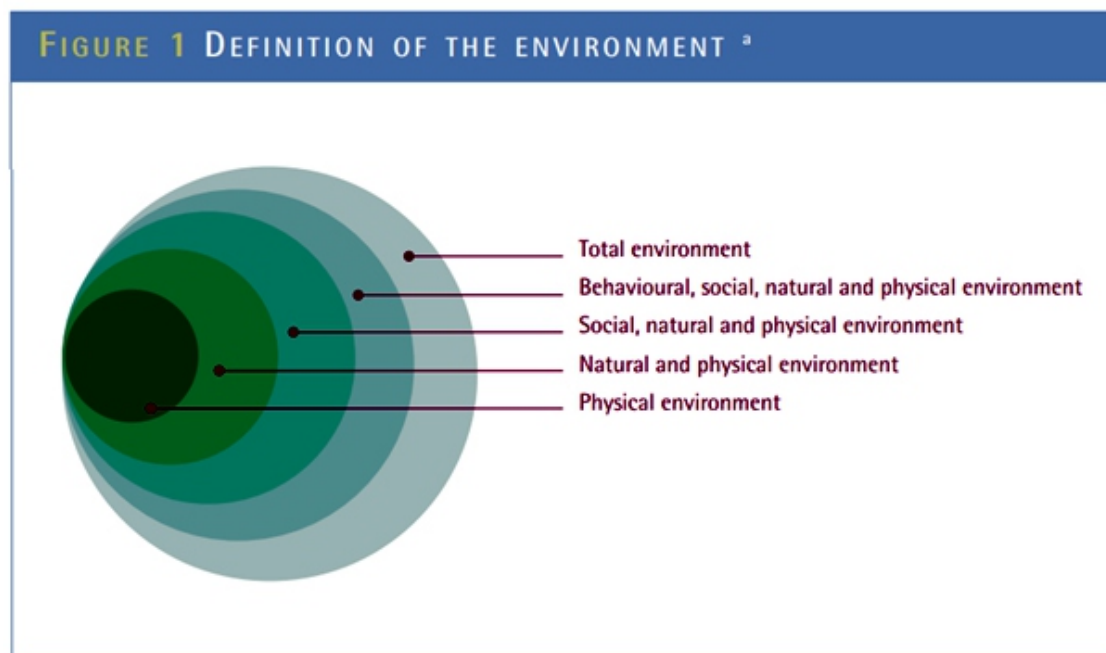 FIGURE 1 DEFINITION OF THE ENVIRONMENT a
Total environment
Behavioural, social, natural and physical environment
Social, natural and physical environment
Natural and physical environment
Physical environment